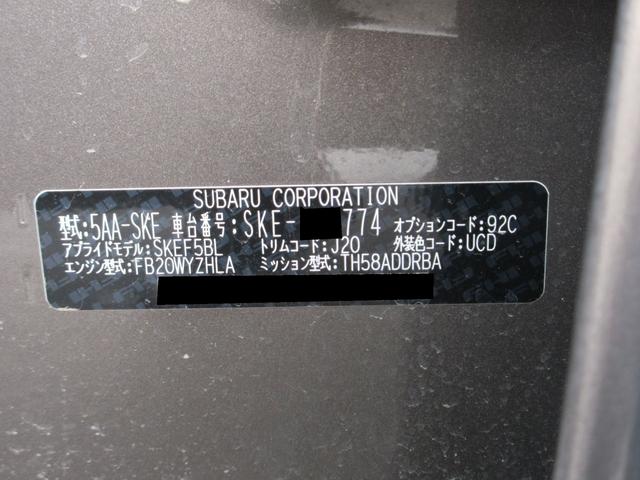 SUBARU CORPORATION
型式:5AA-SKE 車台番号:SKE- 774 オプションコード:92C
アプライドモデル:SKEF5BL トリムコード:J20 外装色コード:UCD
エンジン型式:FB20WYZHLA ミッション型式:TH58ADDRBA